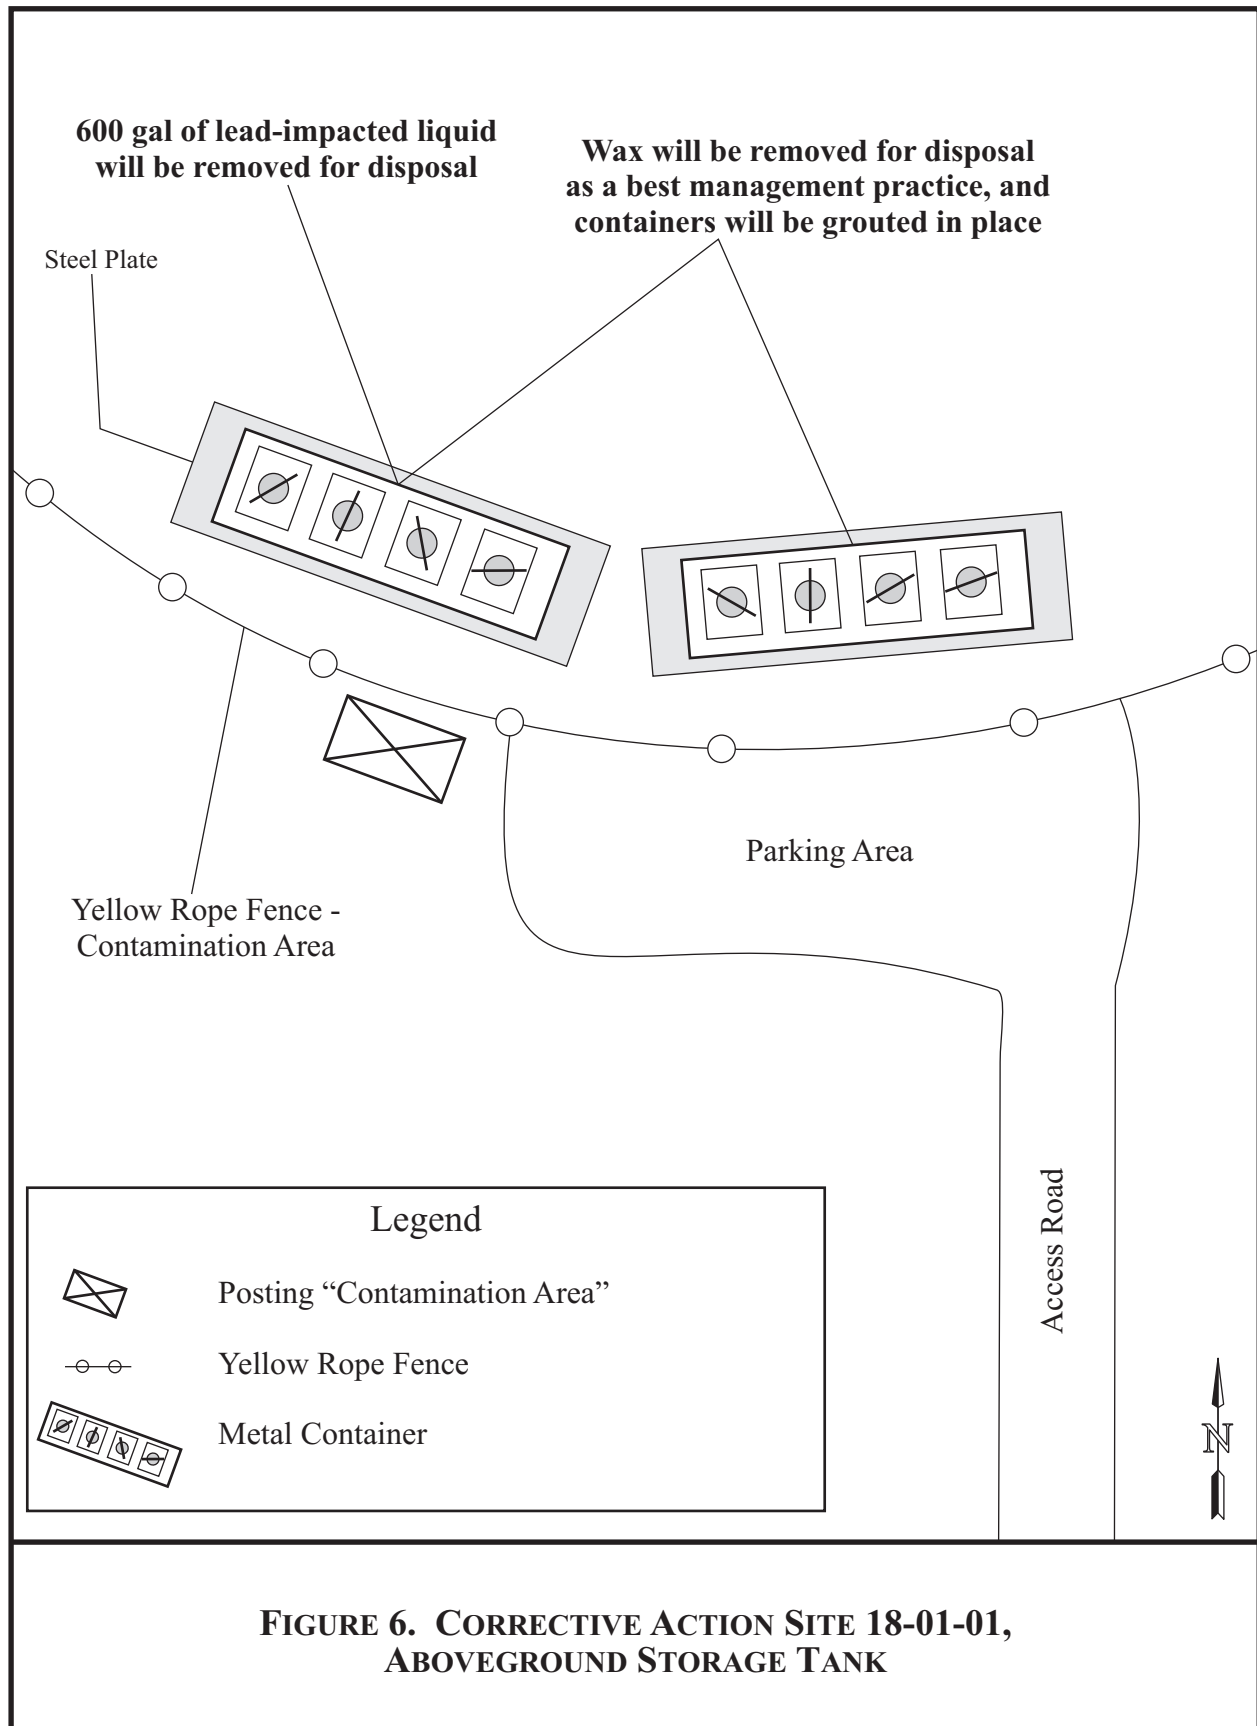 600 gal of lead-impacted liquid
will be removed for disposal
Wax will be removed for disposal
as a best management practice, and
containers will be grouted in place
Steel Plate
Yellow Rope Fence -
Contamination Area
Parking Area
Access Road
Legend
Posting “Contamination Area”
Yellow Rope Fence
Metal Container
N
FIGURE 6. CORRECTIVE ACTION SITE 18-01-01,
ABOVEGROUND STORAGE TANK